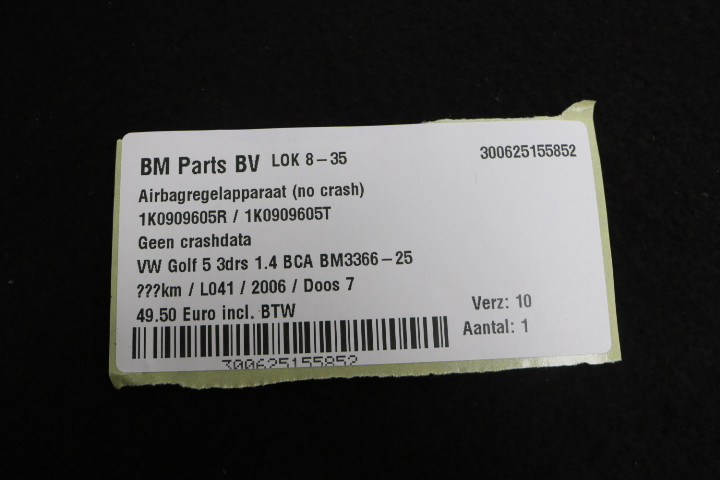 BM Parts BV LOK 8-35 300625155852
Airbagregelapparaat (no crash)
1K0909605R / 1K0909605T
Geen crashdata
VW Golf 5 3drs 1.4 BCA BM3366-25
???km / L041 / 2006 / Doos 7
49.50 Euro incl. BTW
Verz: 10
Aantal: 1
300625155852